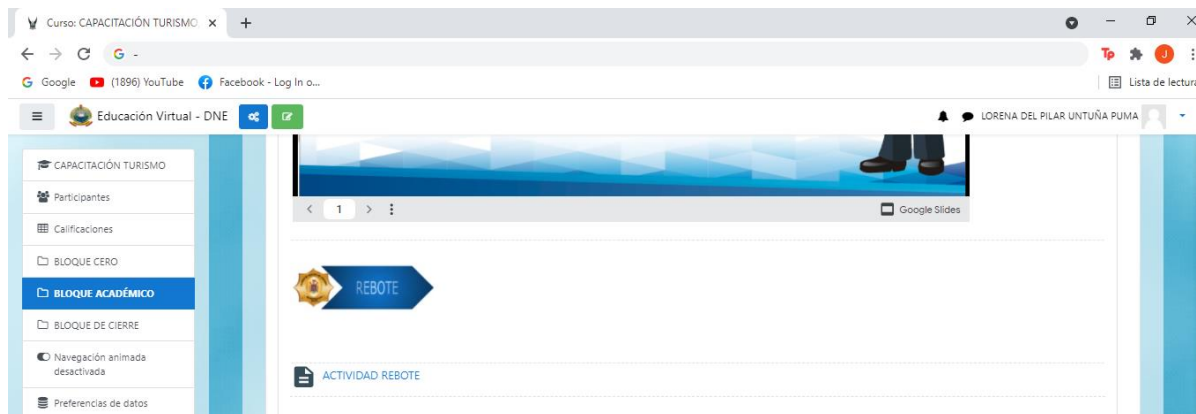 Curso: CAPACITACIÓN TURISMO
G -
Tp
J
Google (1896) YouTube Facebook - Log In o... Lista de lectura
Educación Virtual - DNE LORENA DEL PILAR UNTUÑA PUMA
CAPACITACIÓN TURISMO
Participantes
Calificaciones
BLOQUE CERO
BLOQUE ACADÉMICO
BLOQUE DE CIERRE
Navegación animada
desactivada
Preferencias de datos
1 Google Slides
REBOTE
ACTIVIDAD REBOTE